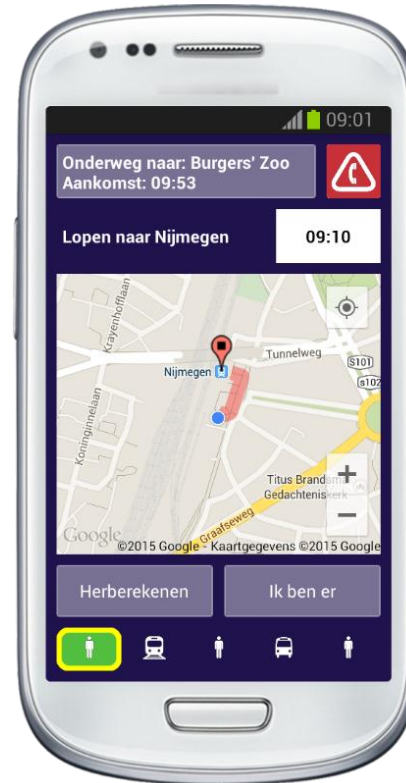 09:01
Onderweg naar: Burgers' Zoo
Aankomst: 09:53
Lopen naar Nijmegen
09:10
Krayenhofflaan
Koninginnelaan
Nijmegen
Tunnelweg
S101
s102
Titus Brandsma
Gedachteniskerk
Graafseweg
+
−
Google
©2015 Google - Kaartgegevens ©2015 Google
Herberekenen
Ik ben er